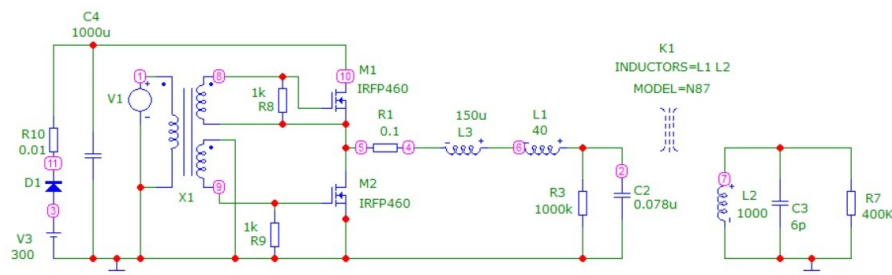 C4
1000u
K1
INDUCTORS=L1 L2
MODEL=N87
1
8
10
M1
IRFP460
V1
+
-
1k
R8
R1
0.1
150u
L3
L1
40
5
4
-
+
6
-
+
R10
0.01
11
D1
3
V3
300
X1
9
M2
IRFP460
1k
R9
R3
1000k
2
C2
0.078u
7
+
-
L2
1000
C3
6p
R7
400K